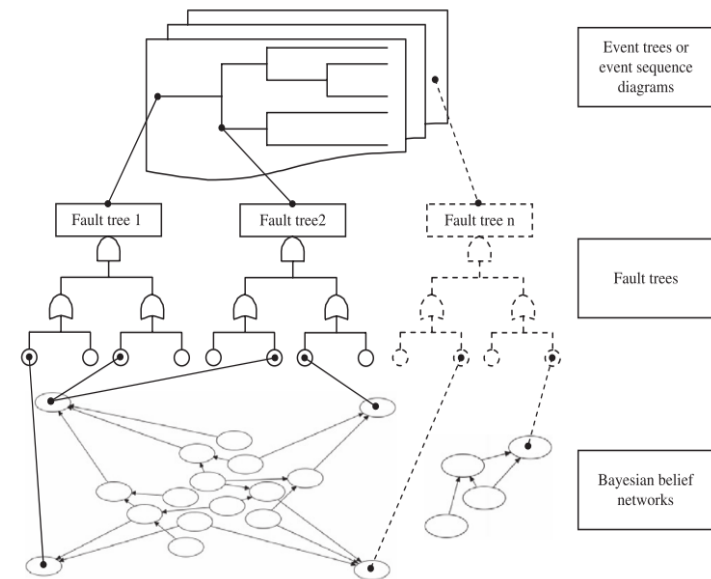 Event trees or
event sequence
diagrams
Fault tree 1
Fault tree2
Fault tree n
Fault trees
Bayesian belief
networks